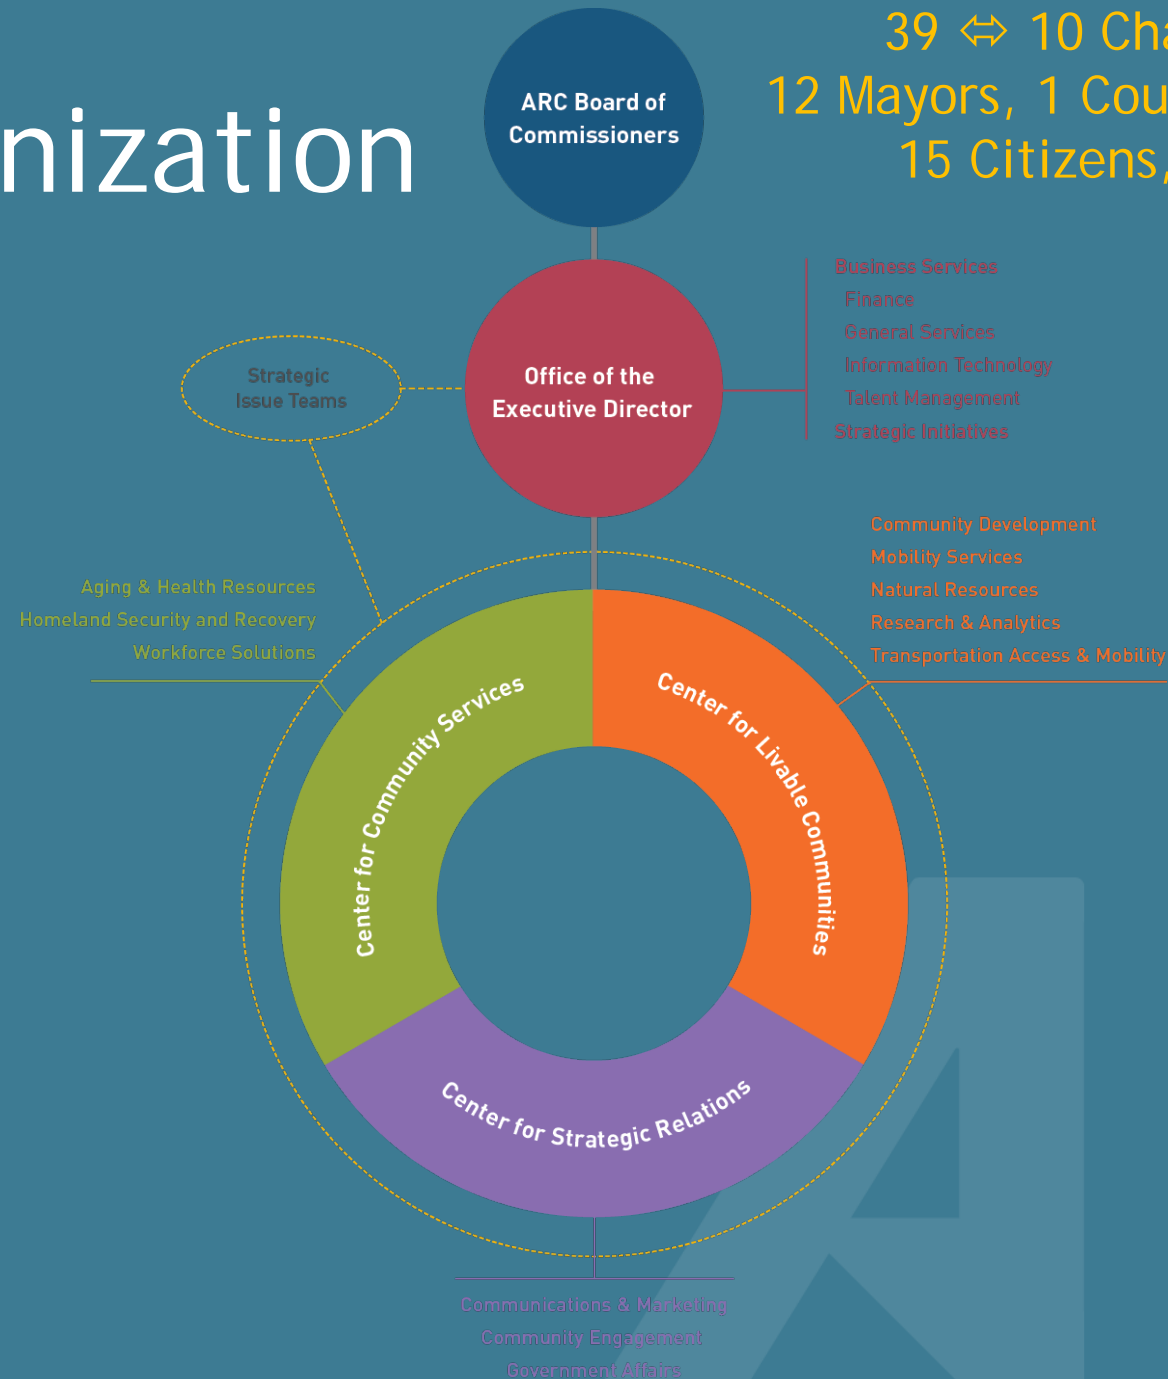 nization
39 ⬄ 10 Cha
12 Mayors, 1 Cou
15 Citizens,
ARC Board of
Commissioners
Office of the
Executive Director
Business Services
Finance
General Services
Information Technology
Talent Management
Strategic Initiatives
Strategic
Issue Teams
Community Development
Mobility Services
Natural Resources
Research & Analytics
Transportation Access & Mobility
Aging & Health Resources
Homeland Security and Recovery
Workforce Solutions
Center for Community Services
Center for Livable Communities
Center for Strategic Relations
Communications & Marketing
Community Engagement
Government Affairs